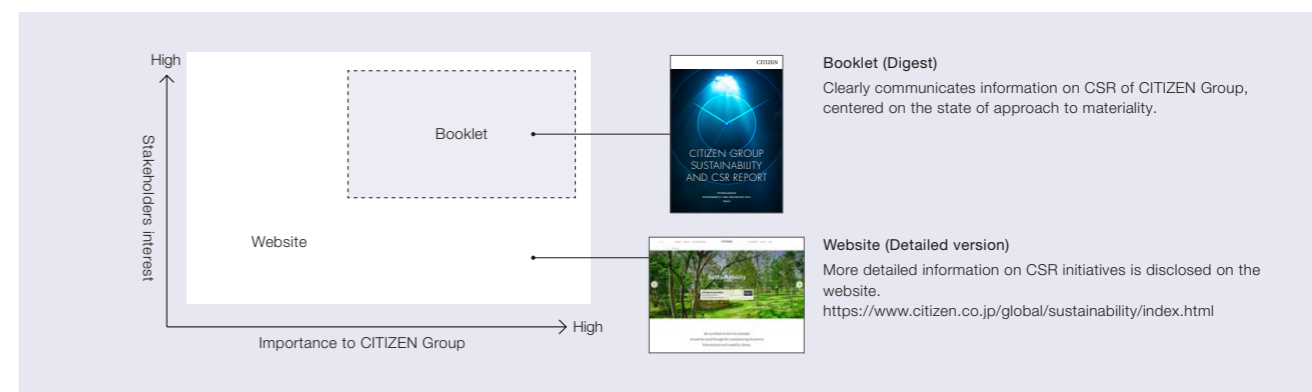 High
Stakeholders interest
Booklet
Website
High
Importance to CITIZEN Group
CITIZEN
CITIZEN GROUP
SUSTAINABILITY
AND CSR REPORT
Booklet (Digest)
Clearly communicates information on CSR of CITIZEN Group,
centered on the state of approach to materiality.
CITIZEN
Sustainability
Website (Detailed version)
More detailed information on CSR initiatives is disclosed on the
website.
https://www.citizen.co.jp/global/sustainability/index.html